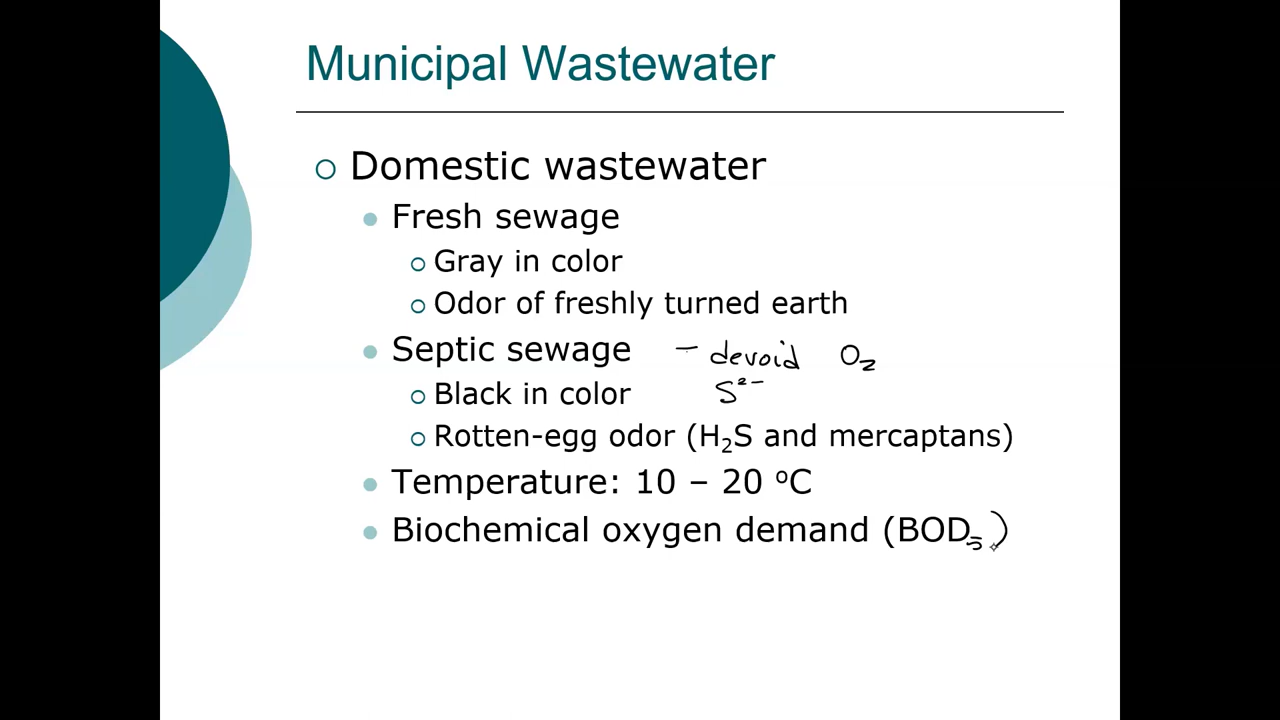 Municipal Wastewater
Domestic wastewater
Fresh sewage
Gray in color
Odor of freshly turned earth
Septic sewage – devoid O₂
Black in color S²⁻
Rotten-egg odor (H₂S and mercaptans)
Temperature: 10 – 20 ºC
Biochemical oxygen demand (BOD₅)